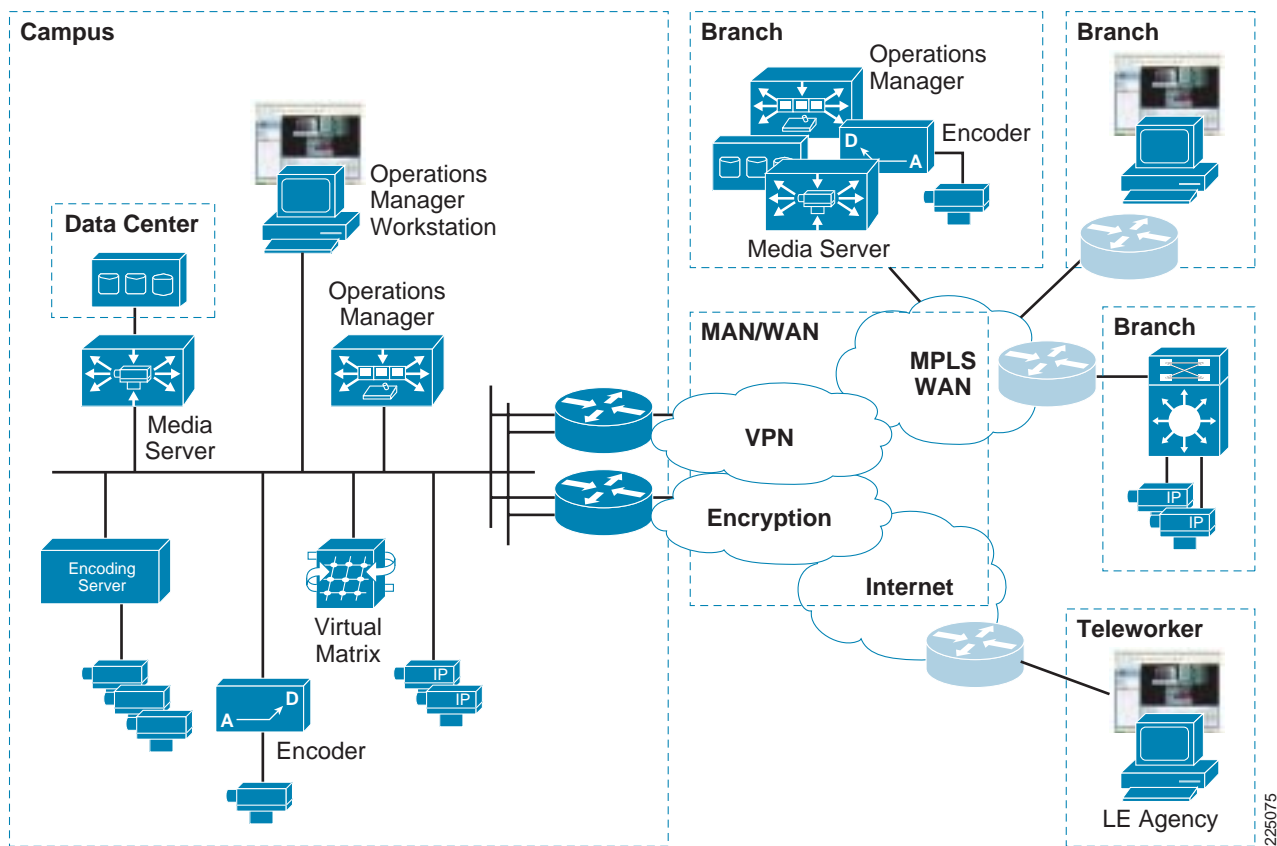 Campus
Branch
Branch
Operations
Manager
Encoder
D
A
Media Server
Operations
Manager
Workstation
Data Center
Operations
Manager
Media
Server
MAN/WAN
MPLS
WAN
Branch
VPN
IP
IP
Encryption
Internet
Encoding
Server
Virtual
Matrix
IP
IP
A
D
Encoder
Teleworker
LE Agency
225075